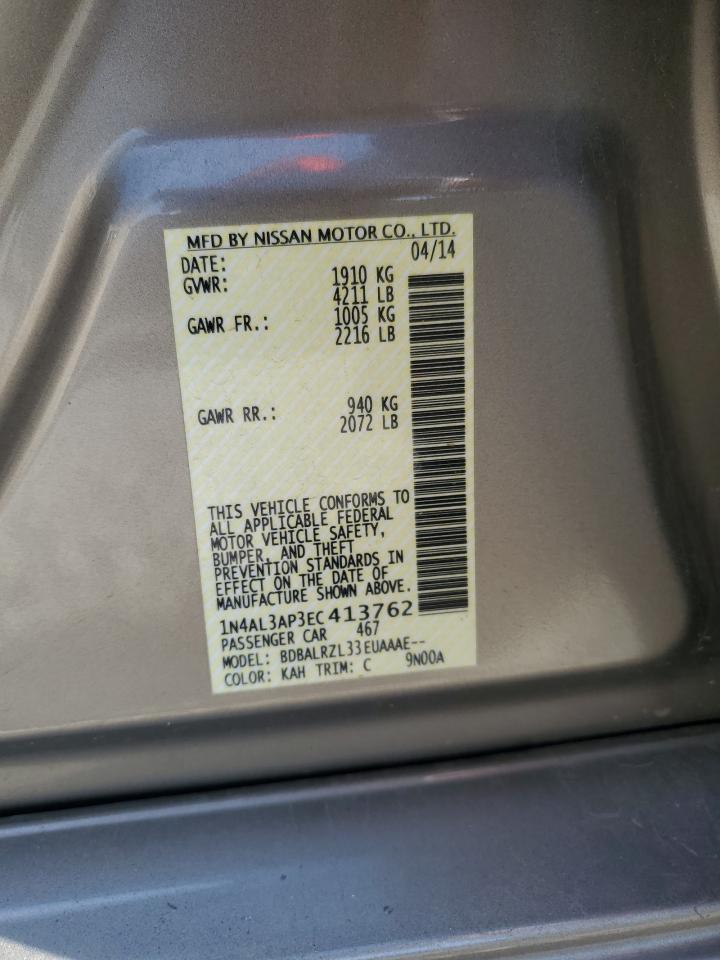 MFD BY NISSAN MOTOR CO., LTD.
DATE: 04/14
GVWR: 1910 KG
4211 LB
GAWR FR.: 1005 KG
2216 LB
GAWR RR.: 940 KG
2072 LB
THIS VEHICLE CONFORMS TO
ALL APPLICABLE FEDERAL
MOTOR VEHICLE SAFETY,
BUMPER, AND THEFT
PREVENTION STANDARDS IN
EFFECT ON THE DATE OF
MANUFACTURE SHOWN ABOVE.
1N4AL3AP3EC413762
PASSENGER CAR 467
MODEL: BDBALRZL33EUAAAE--
COLOR: KAH TRIM: C 9N00A